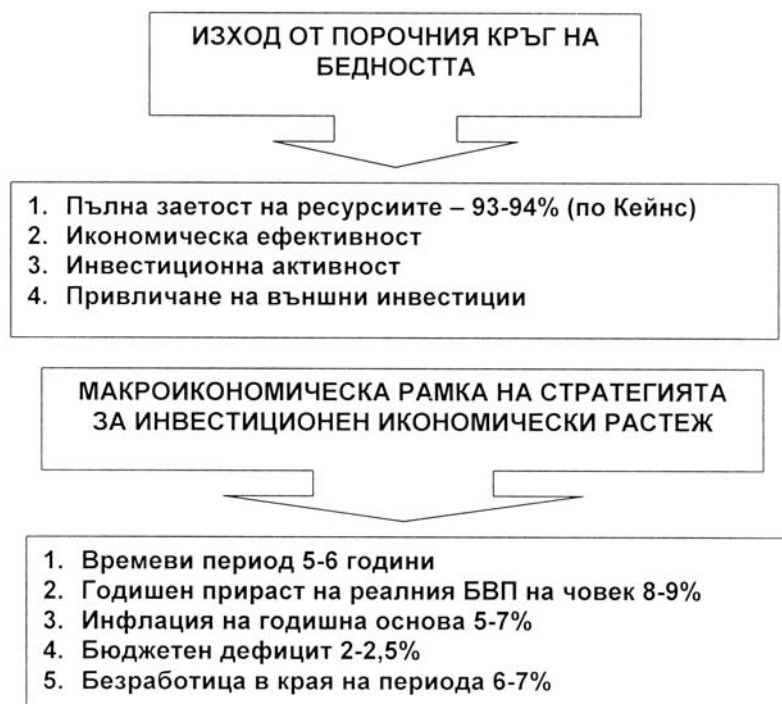 ИЗХОД ОТ ПОРОЧНИЯ КРЪГ НА
БЕДНОСТТА
1. Пълна заетост на ресурсиите – 93-94% (по Кейнс)
2. Икономическа ефективност
3. Инвестиционна активност
4. Привличане на външни инвестиции
МАКРОИКОНОМИЧЕСКА РАМКА НА СТРАТЕГИЯТА
ЗА ИНВЕСТИЦИОНЕН ИКОНОМИЧЕСКИ РАСТЕЖ
1. Времеви период 5-6 години
2. Годишен прираст на реалния БВП на човек 8-9%
3. Инфлация на годишна основа 5-7%
4. Бюджетен дефицит 2-2,5%
5. Безработица в края на периода 6-7%